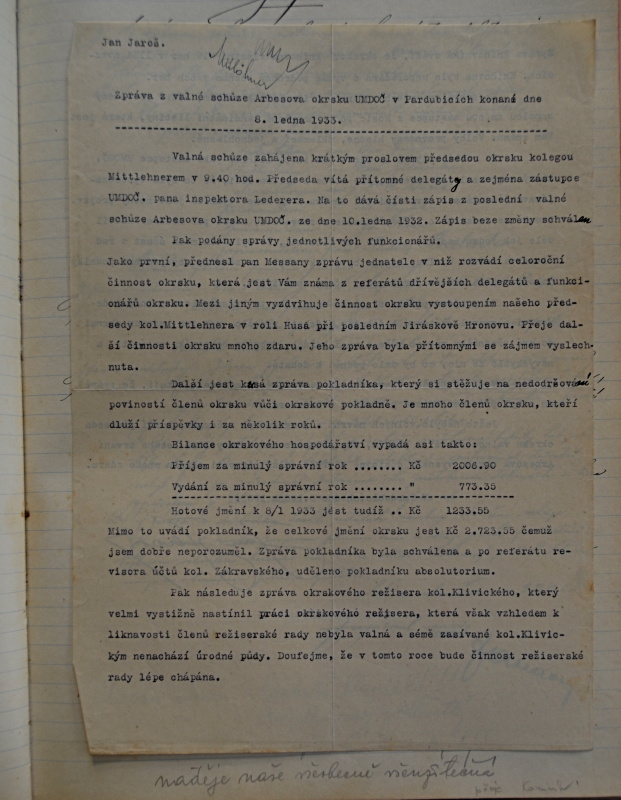 Jan Jaroš.
Mittlöhner
Zpráva z valné schůze Arbesova okrsku UMDOČ v Pardubicích konané dne
8. ledna 1933.
Valná schůze zahájena krátkým proslovem předsedou okrsku kolegou
Mittlehnerem v 9.40 hod. Předseda vítá přítomné delegáty a zejména zástupce
UMDOČ. pana inspektora Lederera. Na to dává čísti zápis z poslední valné
schůze Arbesova okrsku UMDOČ. ze dne 10.ledna 1932. Zápis beze změny schválen
Pak podány správy jednotlivých funkcionářů.
Jako první, přednesl pan Messany zprávu jednatele v níž rozvádí celoroční
činnost okrsku, která jest Vám známa z referátů dřívějších delegátů a funkci-
onářů okrsku. Mezi jiným vyzdvihuje činnost okrsku vystoupením našeho před-
sedy kol.Mittlehnera v roli Husa při posledním Jiráskově Hronovu. Přeje dal-
ší činnosti okrsku mnoho zdaru. Jeho zpráva byla přítomnými se zájmem vyslech-
nuta.
Další jest kusá zpráva pokladníka, který si stěžuje na nedodržování
poviností členů okrsku vůči okrskové pokladně. Je mnoho členů okrsku, kteří
dluží příspěvky i za několik roků.
Bilance okrskového hospodářství vypadá asi takto:
Příjem za minulý správní rok ........ Kč 2006.90
Vydání za minulý správní rok ........ " 773.35
Hotové jmění k 8/1 1933 jest tudíž .. Kč 1233.55
Mimo to uvádí pokladník, že celkové jmění okrsku jest Kč 2.723.55 čemuž
jsem dobře neporozuměl. Zpráva pokladníka byla schválena a po referátu re-
visora účtů kol. Zákravského, uděleno pokladníku absolutorium.
Pak následuje zpráva okrskového režisera kol.Klivického, který
velmi vystižně nastínil práci okrskového režisera, která však vzhledem k
liknavosti členů režiserské rady nebyla valná a sémě zasívané kol.Klivic-
kým nenachází úrodné půdy. Doufejme, že v tomto roce bude činnost režiserské
rady lépe chápána.
naděje naše všeobecně